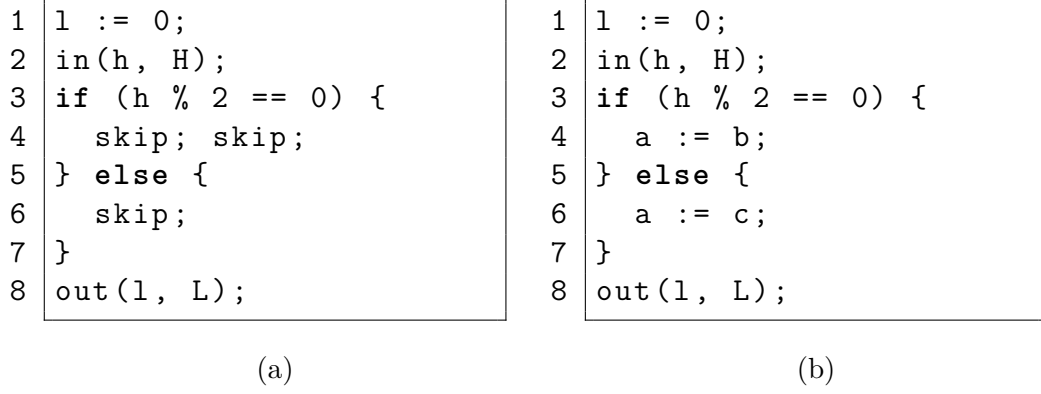 1 l := 0;
2 in(h, H);
3 if (h % 2 == 0) {
4   skip; skip;
5 } else {
6   skip;
7 }
8 out(l, L);
(a)
1 l := 0;
2 in(h, H);
3 if (h % 2 == 0) {
4   a := b;
5 } else {
6   a := c;
7 }
8 out(l, L);
(b)